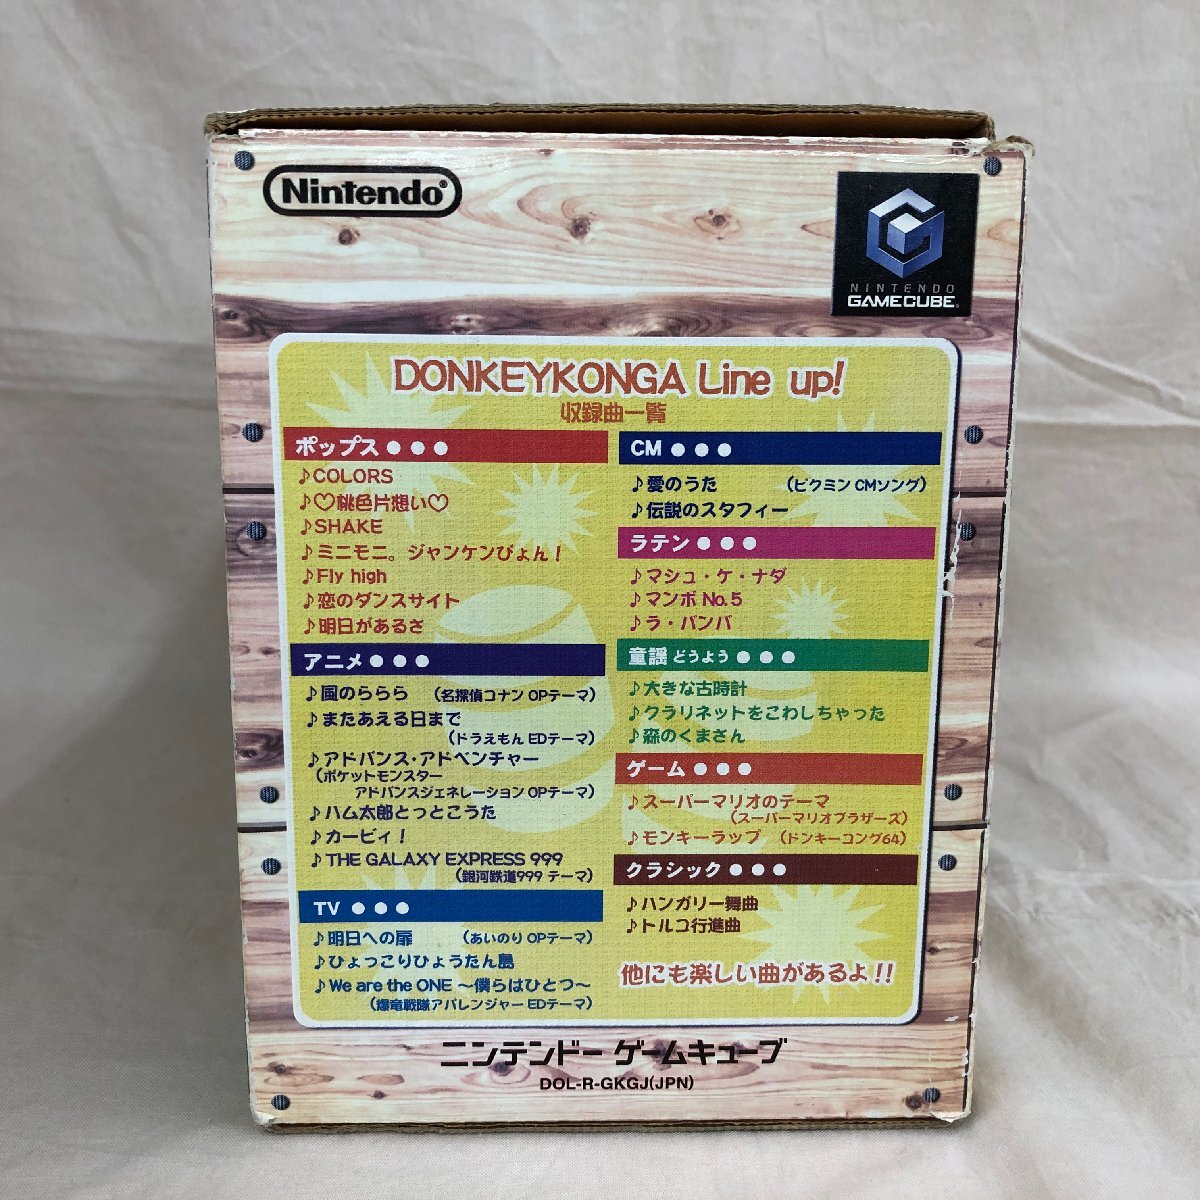 Nintendo®
NINTENDO
GAMECUBE
DONKEYKONGA Line up!
収録曲一覧
ポップス ● ● ●
♪COLORS
♪♡桃色片想い♡
♪SHAKE
♪ミニモニ。ジャンケンぴょん!
♪Fly high
♪恋のダンスサイト
♪明日があるさ
アニメ ● ● ●
♪風のららら (名探偵コナン OPテーマ)
♪またあえる日まで
(ドラえもん EDテーマ)
♪アドバンス・アドベンチャー
(ポケットモンスター
アドバンスジェネレーション OPテーマ)
♪ハム太郎とっとこうた
♪カービィ!
♪THE GALAXY EXPRESS 999
(銀河鉄道999 テーマ)
TV ● ● ●
♪明日への扉 (あいのり OPテーマ)
♪ひょっこりひょうたん島
♪We are the ONE ～僕らはひとつ～
(爆竜戦隊アバレンジャー EDテーマ)
CM ● ● ●
♪愛のうた (ピクミン CMソング)
♪伝説のスタフィー
ラテン ● ● ●
♪マシュ・ケ・ナダ
♪マンボ No.5
♪ラ・バンバ
童謡 どうよう ● ● ●
♪大きな古時計
♪クラリネットをこわしちゃった
♪森のくまさん
ゲーム ● ● ●
♪スーパーマリオのテーマ
(スーパーマリオブラザーズ)
♪モンキーラップ (ドンキーコング64)
クラシック ● ● ●
♪ハンガリー舞曲
♪トルコ行進曲
他にも楽しい曲があるよ!!
ニンテンドー ゲームキューブ
DOL-R-GKGJ(JPN)